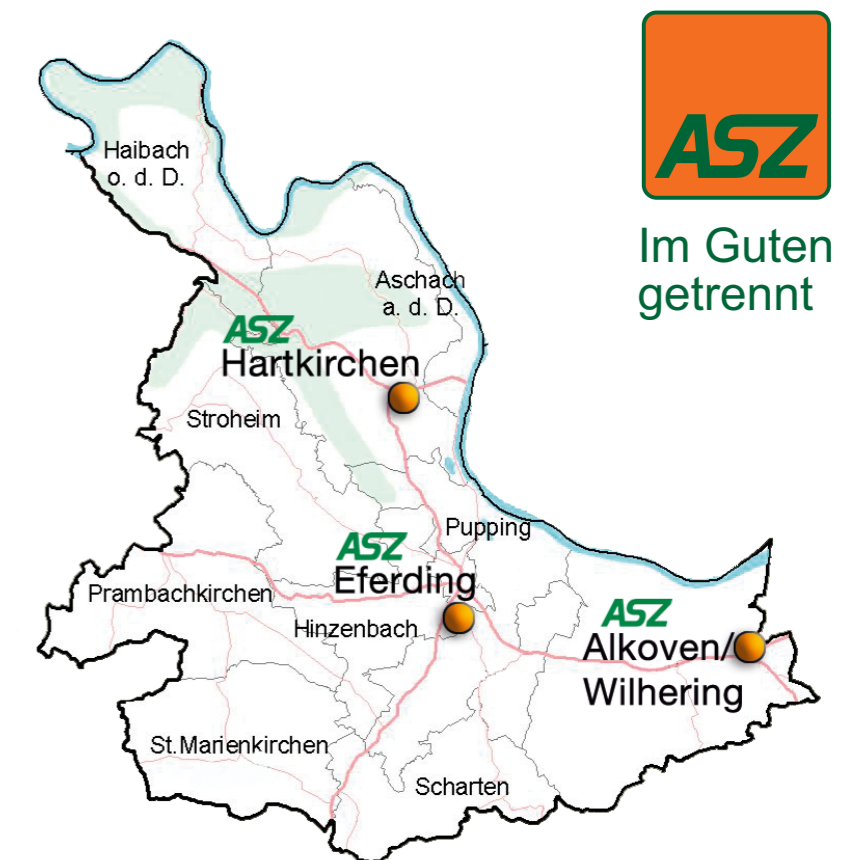 ASZ
Im Guten
getrennt
Haibach
o. d. D.
Aschach
a. d. D.
ASZ
Hartkirchen
Stroheim
Pupping
ASZ
Eferding
Prambachkirchen
Hinzenbach
ASZ
Alkoven/
Wilhering
St.Marienkirchen
Scharten